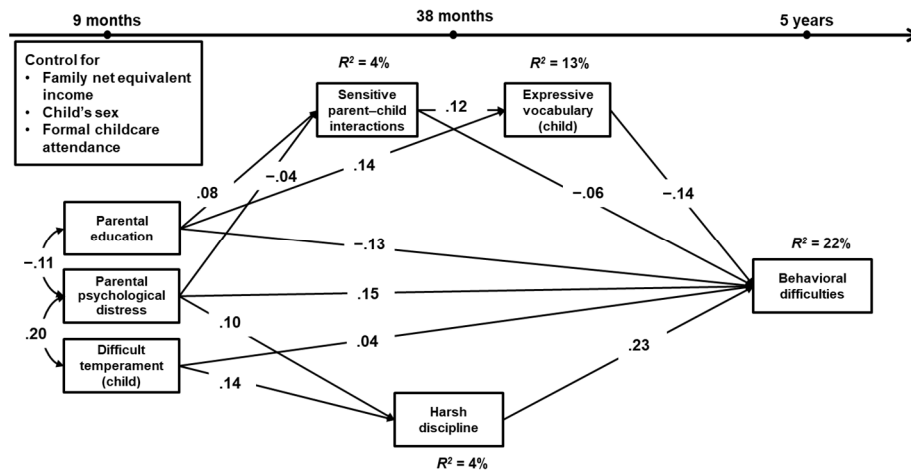 9 months
38 months
5 years
Control for
• Family net equivalent
income
• Child's sex
• Formal childcare
attendance
R² = 4%
R² = 13%
Sensitive
parent–child
interactions
.12
Expressive
vocabulary
(child)
.14
−.04
.08
−.06
−.14
Parental
education
−.13
R² = 22%
−.11
Parental
psychological
distress
.15
Behavioral
difficulties
.20
.10
.04
.23
Difficult
temperament
(child)
.14
Harsh
discipline
R² = 4%